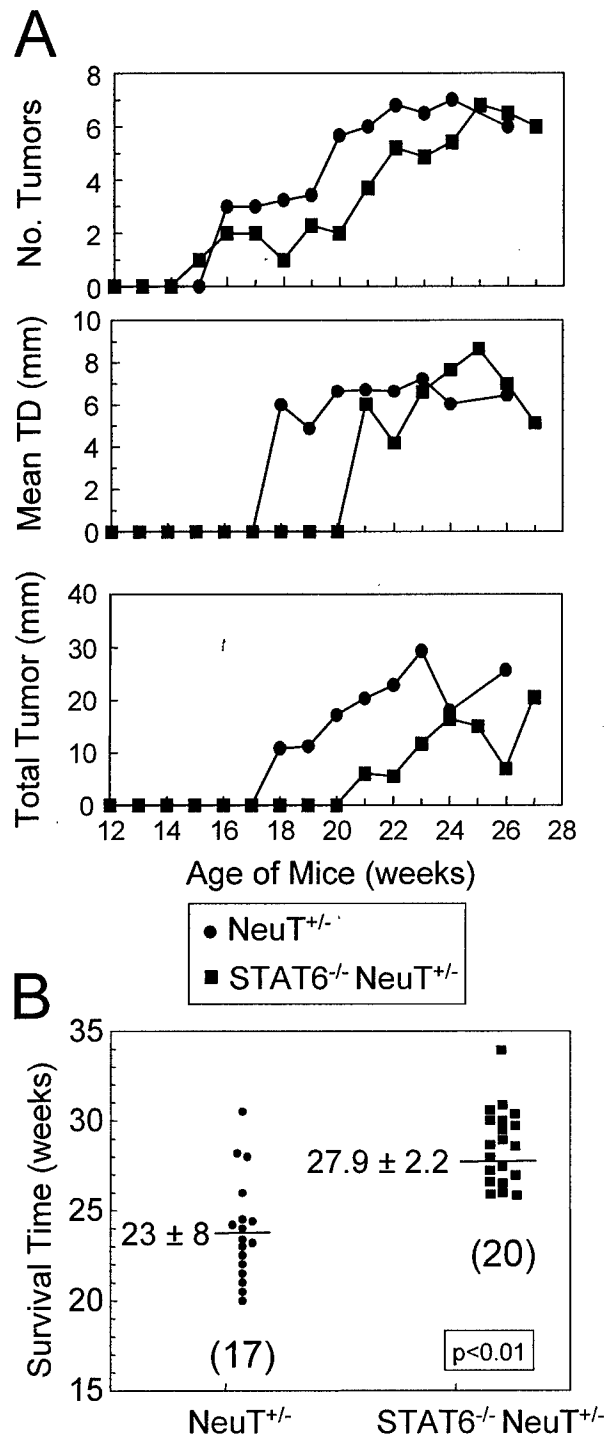 A
No. Tumors
8
6
4
2
0
Mean TD (mm)
10
8
6
4
2
0
Total Tumor (mm)
40
30
20
10
0
12 14 16 18 20 22 24 26 28
Age of Mice (weeks)
NeuT+/-
STAT6-/- NeuT+/-
B
Survival Time (weeks)
35
30
25
20
15
23 ± 8
27.9 ± 2.2
(17)
(20)
p<0.01
NeuT+/-
STAT6-/- NeuT+/-